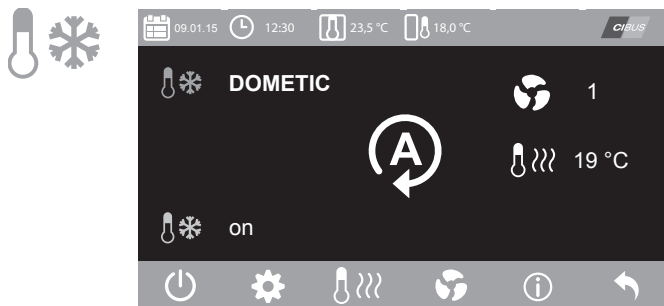 09.01.15 12:30 23,5 °C 18,0 °C CIBUS
DOMETIC 1
A
19 °C
on